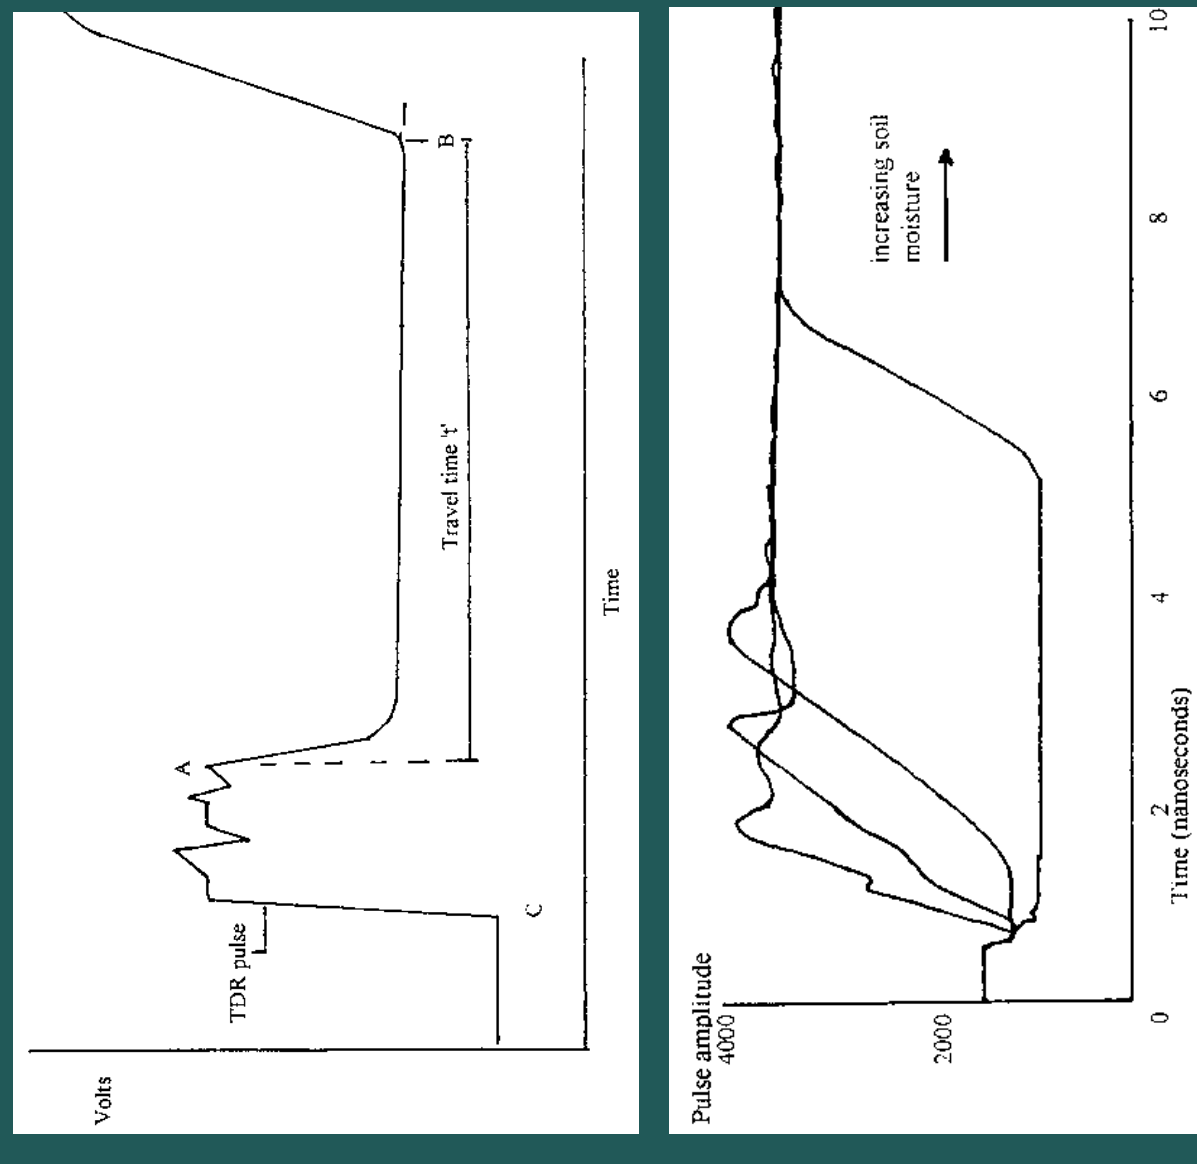 Volts
TDR pulse
C
A
Travel time 't'
B
Time
Pulse amplitude
4000
2000
increasing soil
moisture
0
2
4
6
8
10
Time (nanoseconds)